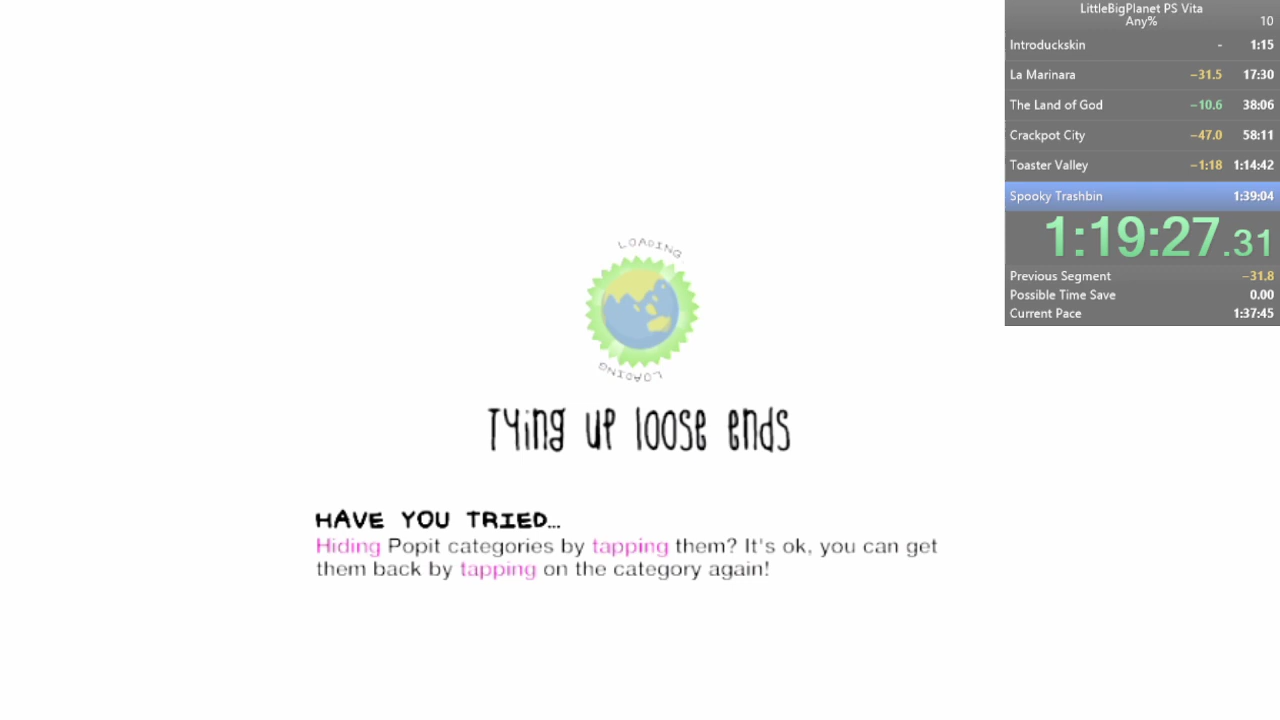 LOADING
LOADING
Tying up loose ends
HAVE YOU TRIED...
Hiding Popit categories by tapping them? It's ok, you can get
them back by tapping on the category again!
LittleBigPlanet PS Vita
Any% 10
Introduckskin - 1:15
La Marinara −31.5 17:30
The Land of God −10.6 38:06
Crackpot City −47.0 58:11
Toaster Valley −1:18 1:14:42
Spooky Trashbin 1:39:04
1:19:27.31
Previous Segment −31.8
Possible Time Save 0.00
Current Pace 1:37:45